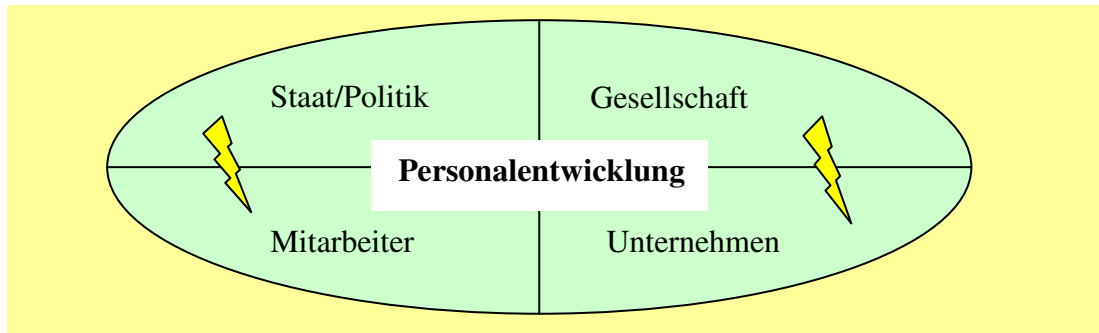 Staat/Politik
Gesellschaft
Personalentwicklung
Mitarbeiter
Unternehmen